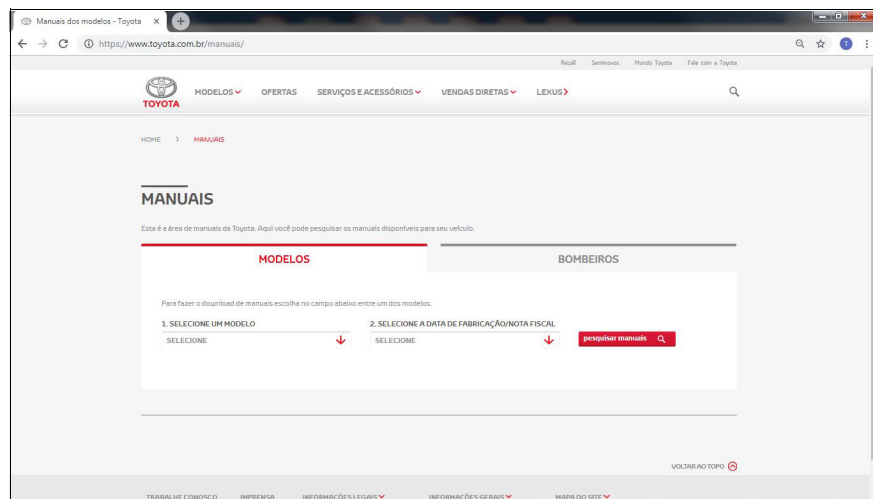 Manuais dos modelos - Toyota
https://www.toyota.com.br/manuais/
T
Recall Seminovos Mundo Toyota Fale com a Toyota
TOYOTA
MODELOS OFERTAS SERVIÇOS E ACESSÓRIOS VENDAS DIRETAS LEXUS
HOME MANUAIS
MANUAIS
Esta é a área de manuais da Toyota. Aqui você pode pesquisar os manuais disponíveis para seu veículo.
MODELOS BOMBEIROS
Para fazer o download de manuais escolha no campo abaixo entre um dos modelos.
1. SELECIONE UM MODELO 2. SELECIONE A DATA DE FABRICAÇÃO/NOTA FISCAL
SELECIONE SELECIONE pesquisar manuais
VOLTAR AO TOPO
TRABALHE CONOSCO IMPRENSA INFORMAÇÕES LEGAIS INFORMAÇÕES GERAIS MAPA DO SITE